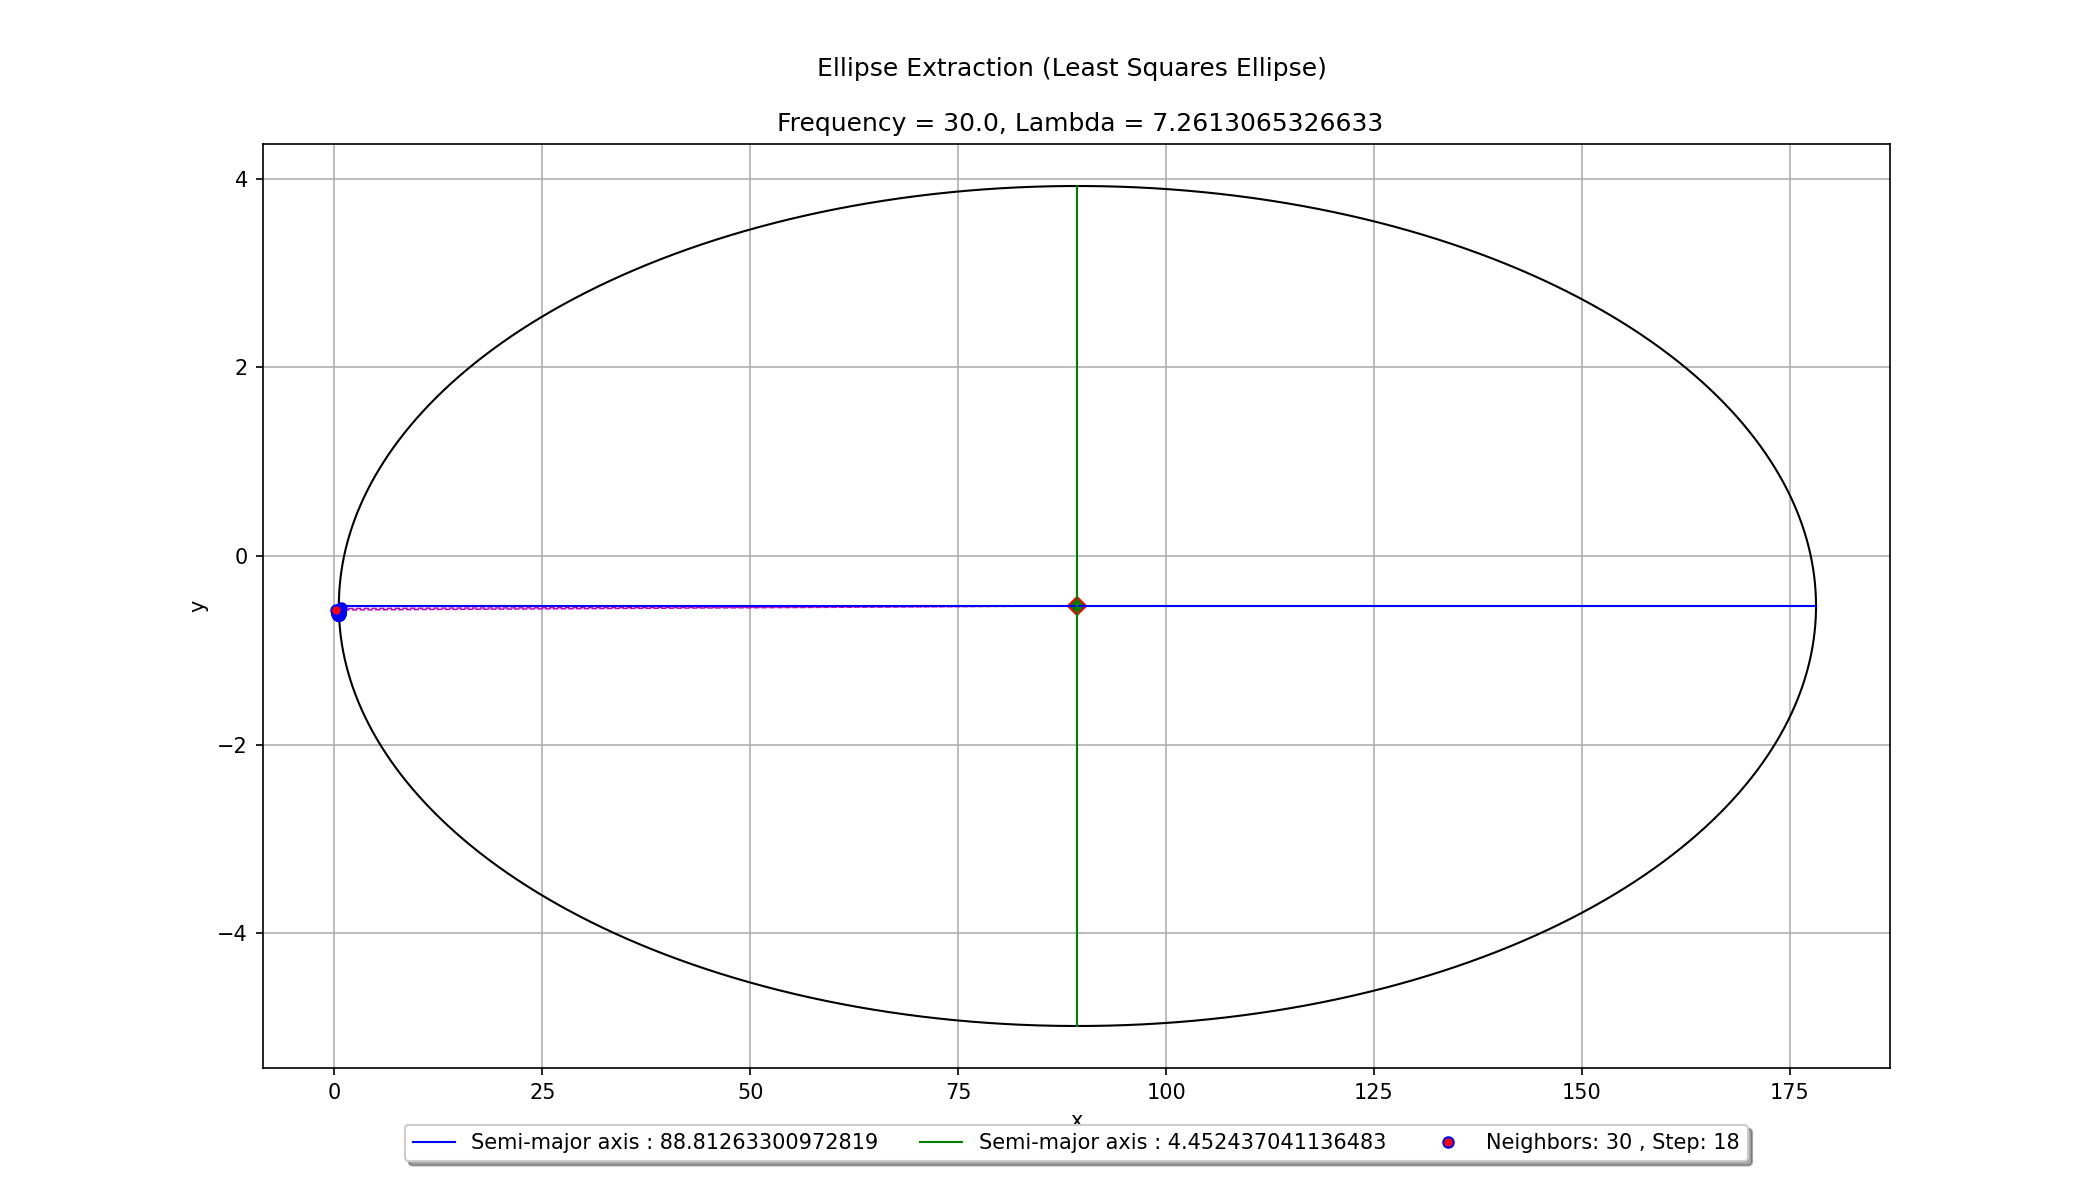 Ellipse Extraction (Least Squares Ellipse)
Frequency = 30.0, Lambda = 7.2613065326633
4
2
0
−2
−4
y
0 25 50 75 100 125 150 175
x
Semi-major axis : 88.81263300972819 Semi-major axis : 4.452437041136483 Neighbors: 30 , Step: 18